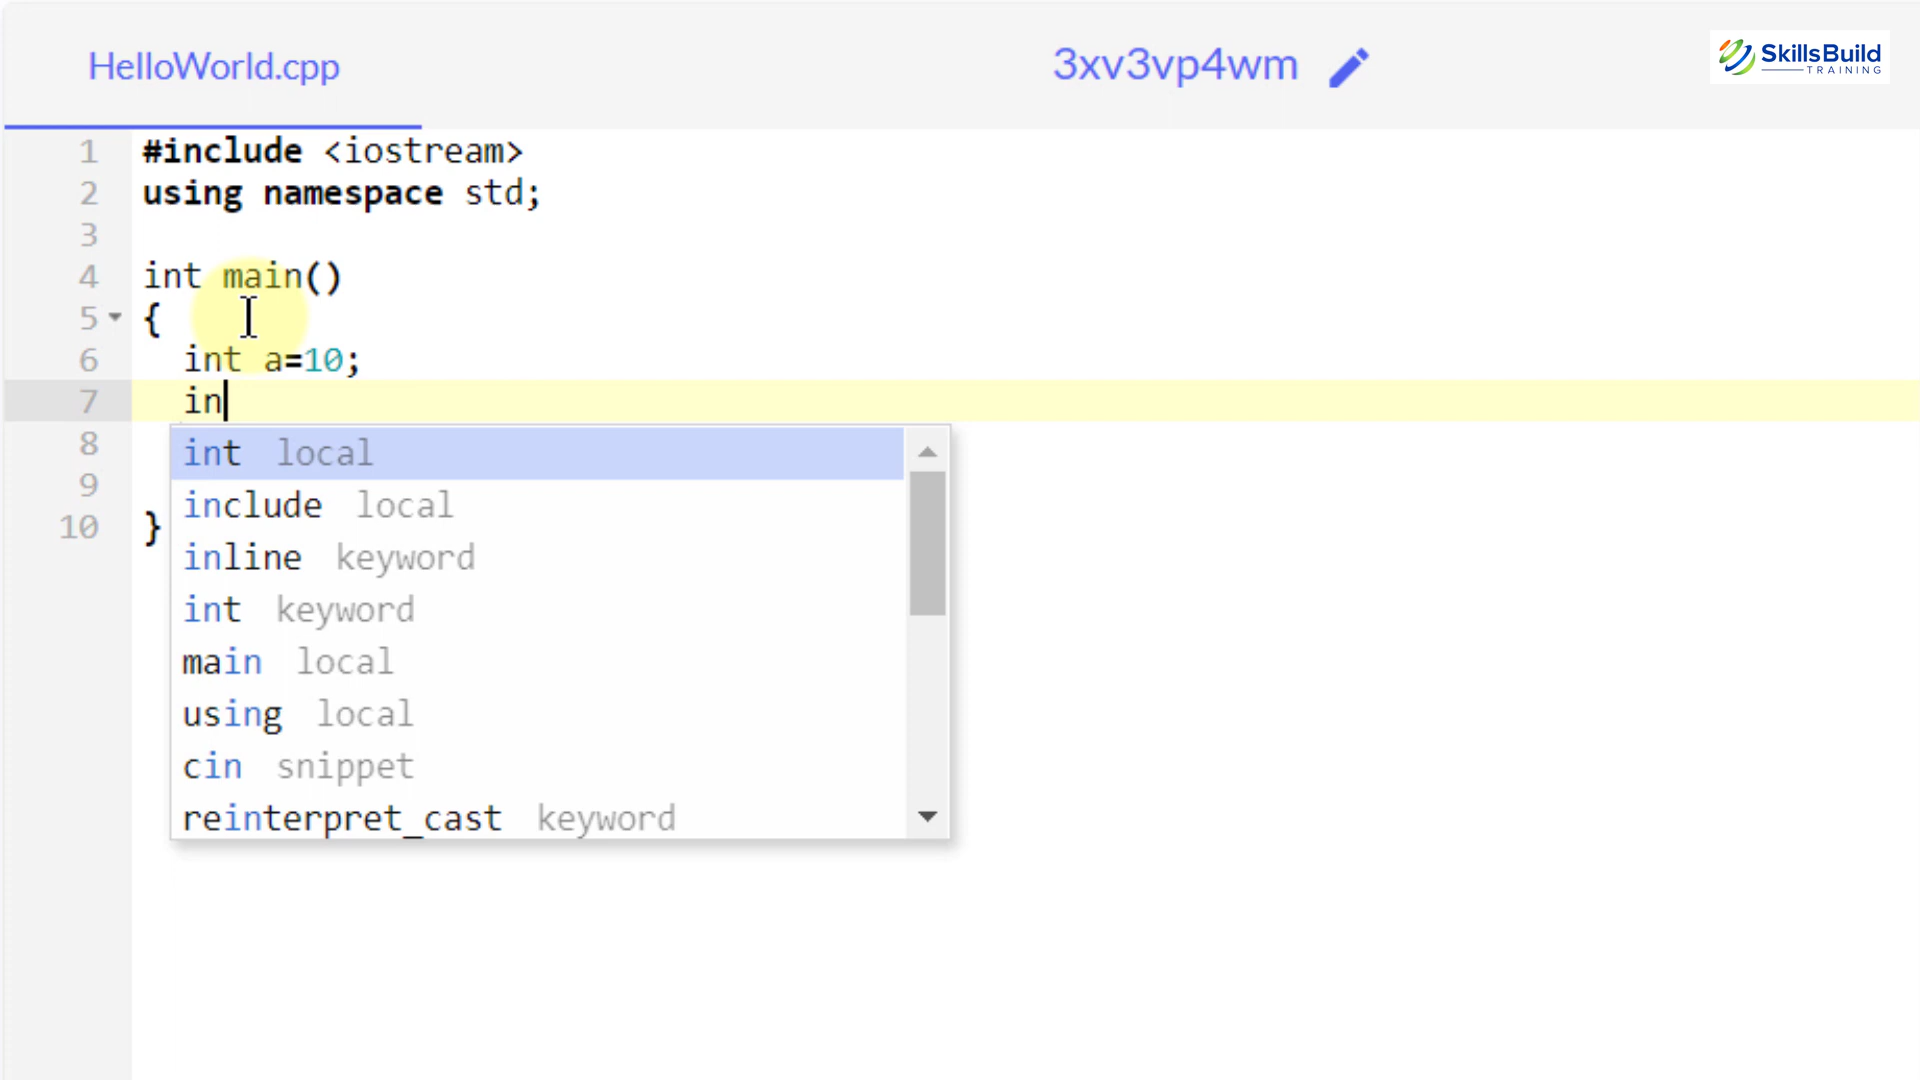 HelloWorld.cpp
3xv3vp4wm
SkillsBuild
TRAINING
1 #include <iostream>
2 using namespace std;
3
4 int main()
5 {
6 int a=10;
7 in
8
9
10 }
int local
include local
inline keyword
int keyword
main local
using local
cin snippet
reinterpret_cast keyword